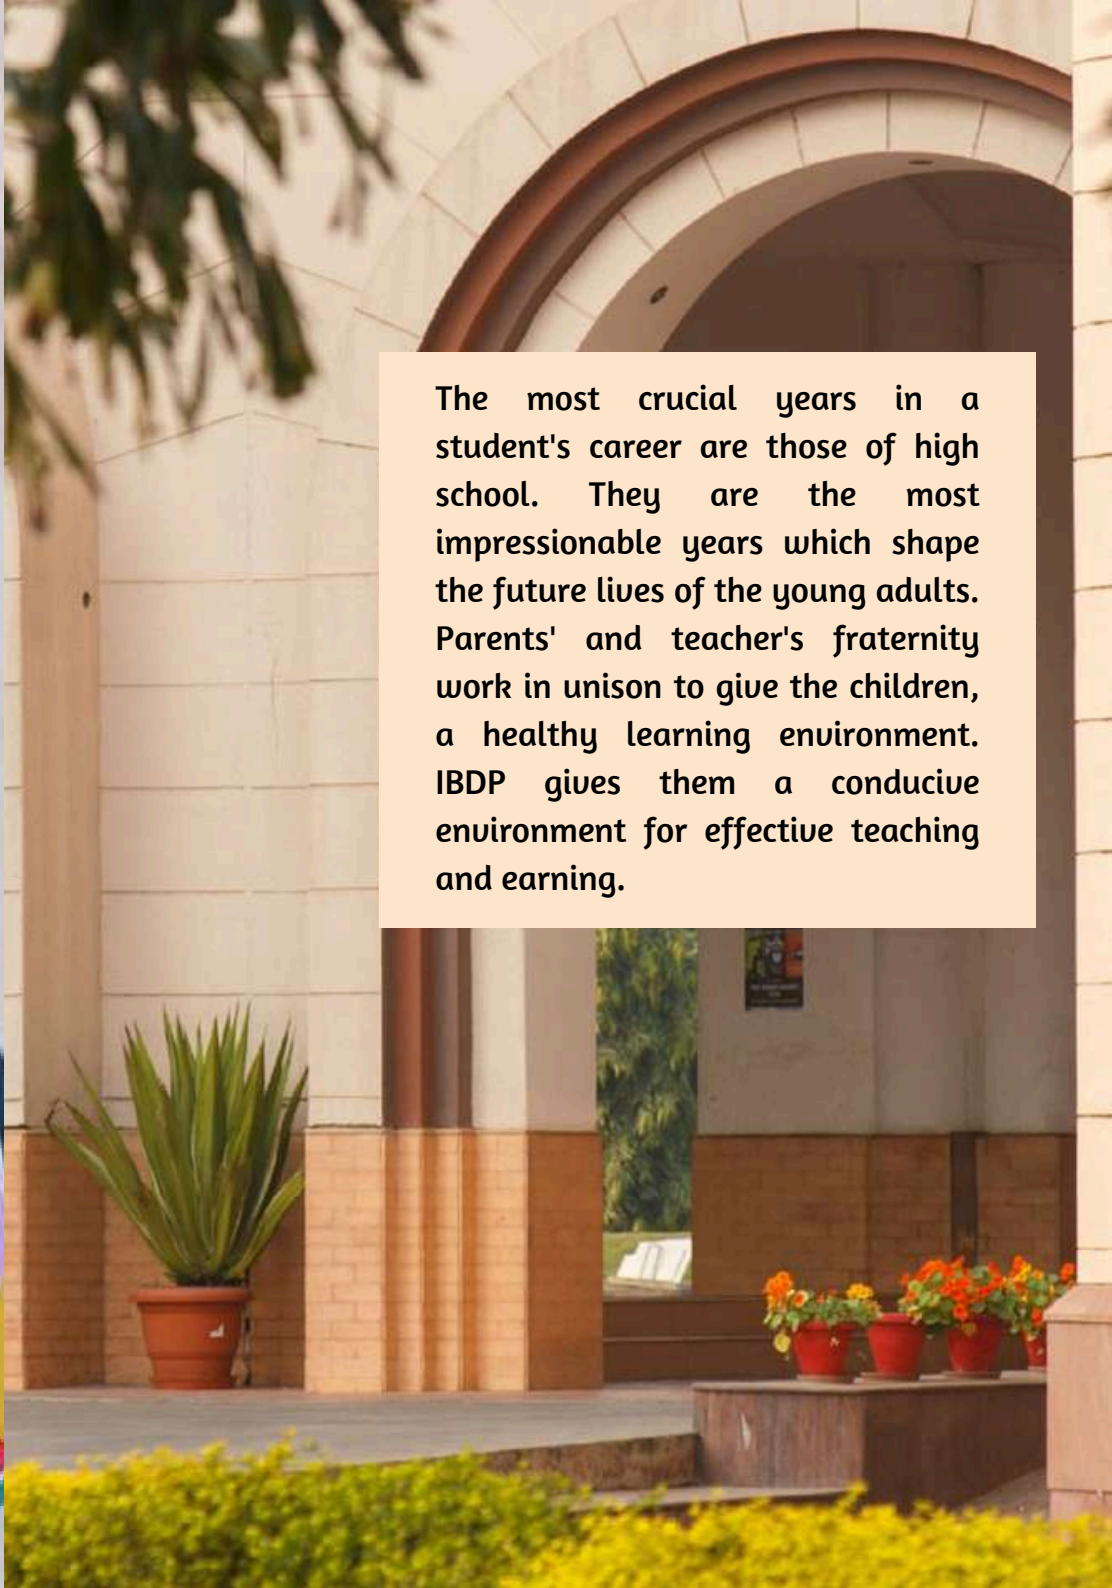 The most crucial years in a
student's career are those of high
school. They are the most
impressionable years which shape
the future lives of the young adults.
Parents' and teacher's fraternity
work in unison to give the children,
a healthy learning environment.
IBDP gives them a conducive
environment for effective teaching
and earning.